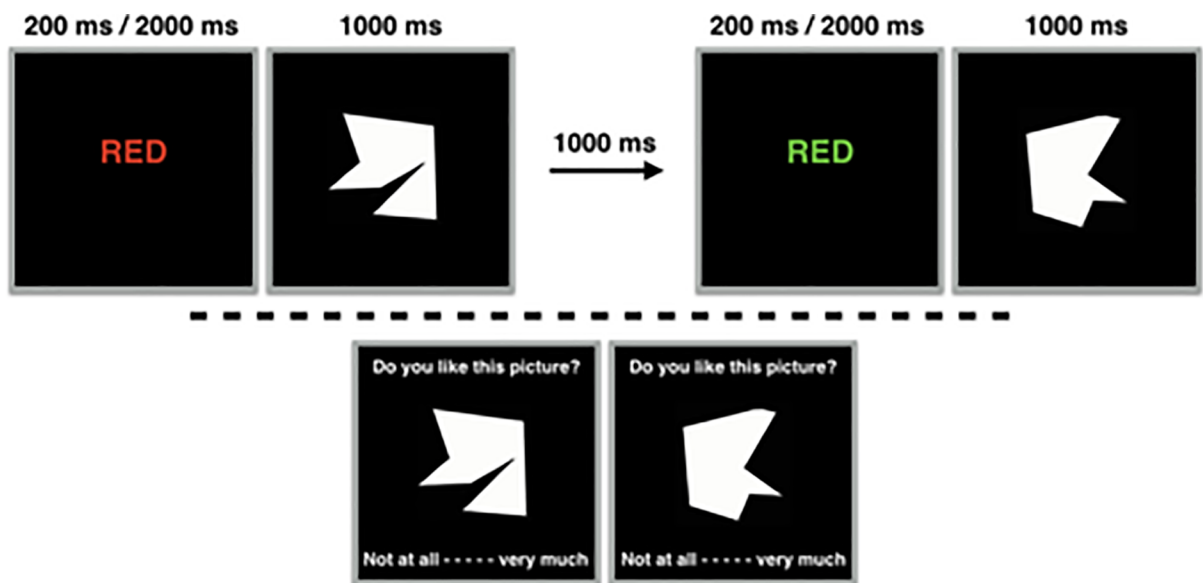 200 ms / 2000 ms
1000 ms
200 ms / 2000 ms
1000 ms
RED
1000 ms
RED
Do you like this picture?
Do you like this picture?
Not at all - - - - - very much
Not at all - - - - - very much